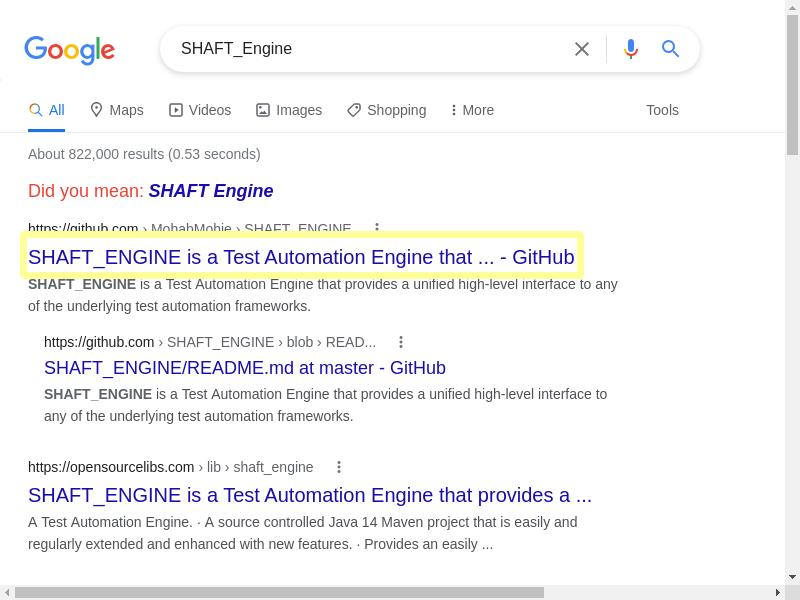 Google
SHAFT_Engine
All Maps Videos Images Shopping More Tools
About 822,000 results (0.53 seconds)
Did you mean: SHAFT Engine
https://github.com › MohabMohie › SHAFT_ENGINE
SHAFT_ENGINE is a Test Automation Engine that ... - GitHub
SHAFT_ENGINE is a Test Automation Engine that provides a unified high-level interface to any
of the underlying test automation frameworks.
https://github.com › SHAFT_ENGINE › blob › READ...
SHAFT_ENGINE/README.md at master - GitHub
SHAFT_ENGINE is a Test Automation Engine that provides a unified high-level interface to
any of the underlying test automation frameworks.
https://opensourcelibs.com › lib › shaft_engine
SHAFT_ENGINE is a Test Automation Engine that provides a ...
A Test Automation Engine. · A source controlled Java 14 Maven project that is easily and
regularly extended and enhanced with new features. · Provides an easily ...